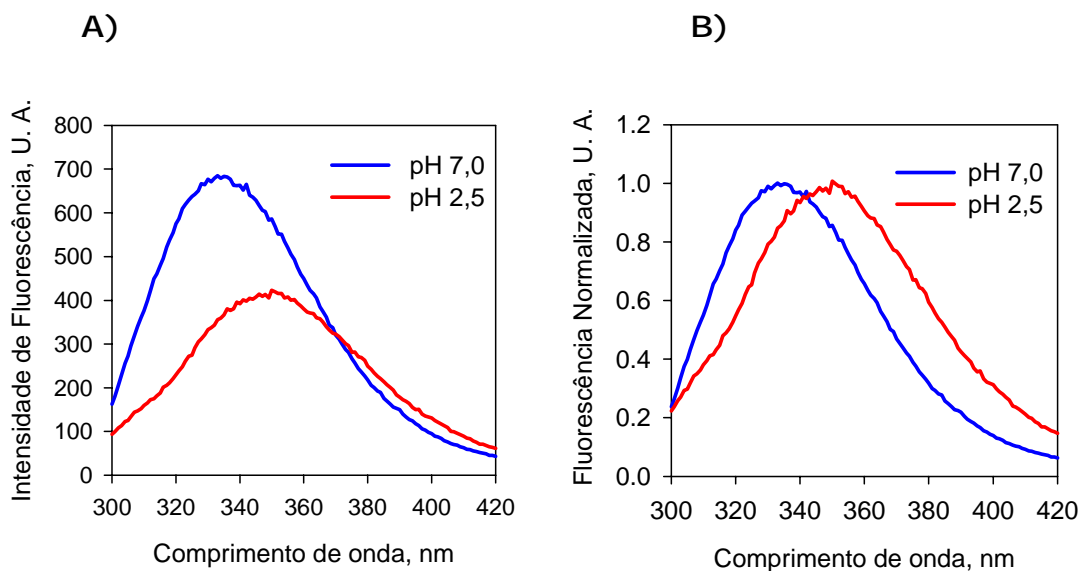 A)
Intensidade de Fluorescência, U. A.
800
700
600
500
400
300
200
100
0
pH 7,0
pH 2,5
300 320 340 360 380 400 420
Comprimento de onda, nm
B)
Fluorescência Normalizada, U. A.
1.2
1.0
0.8
0.6
0.4
0.2
0.0
pH 7,0
pH 2,5
300 320 340 360 380 400 420
Comprimento de onda, nm